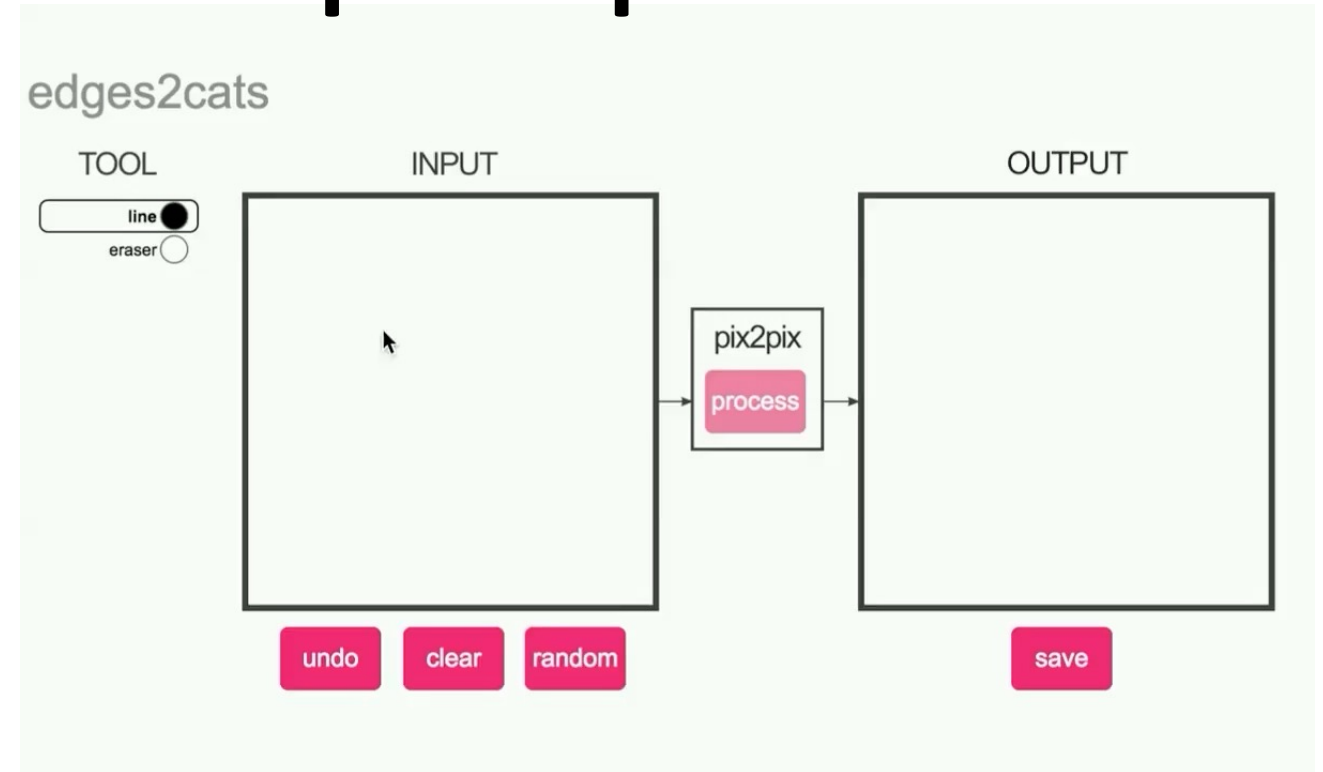 edges2cats
TOOL
INPUT
OUTPUT
line
eraser
pix2pix
process
undo
clear
random
save